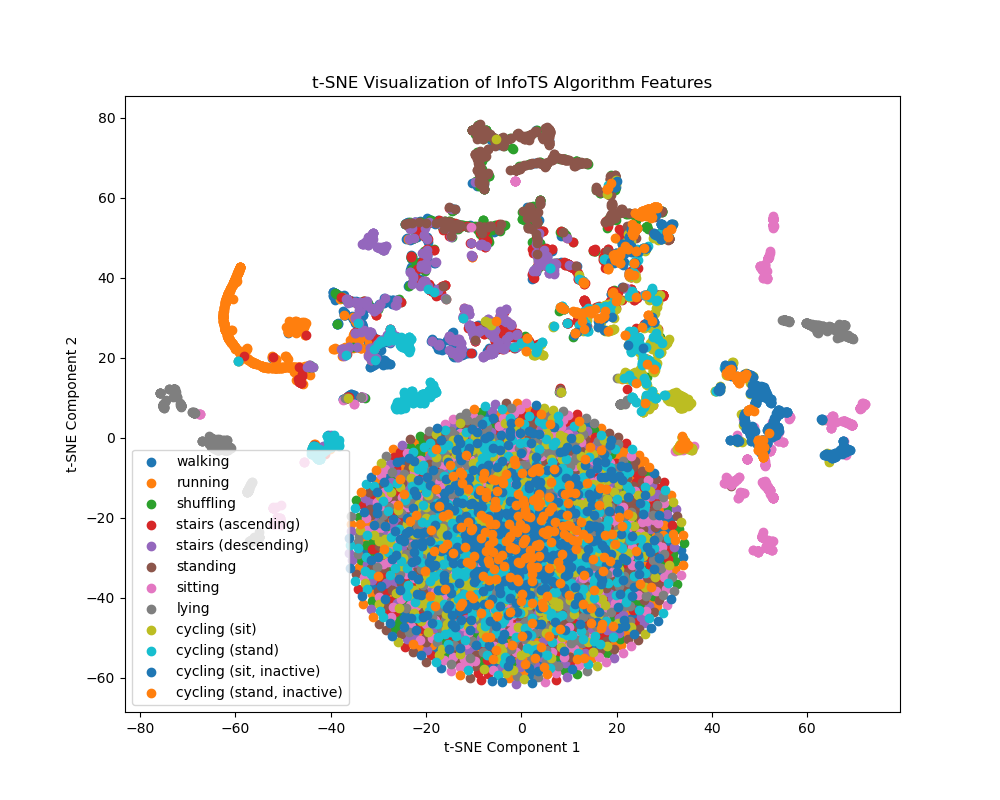 t-SNE Visualization of InfoTS Algorithm Features
t-SNE Component 2
80
60
40
20
0
−20
−40
−60
walking
running
shuffling
stairs (ascending)
stairs (descending)
standing
sitting
lying
cycling (sit)
cycling (stand)
cycling (sit, inactive)
cycling (stand, inactive)
−80
−60
−40
−20
0
20
40
60
t-SNE Component 1